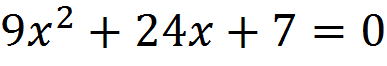 9x² + 24x + 7 = 0